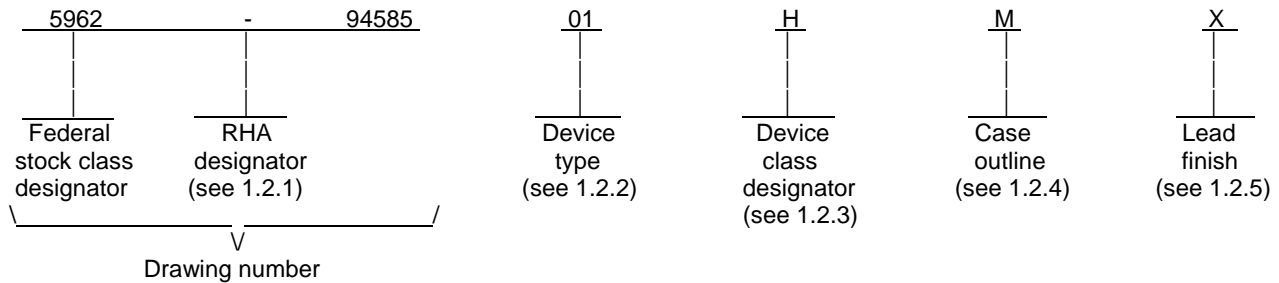 5962 - 94585 01 H M X
Federal RHA Device Device Case Lead
stock class designator type class outline finish
designator (see 1.2.1) (see 1.2.2) designator (see 1.2.4) (see 1.2.5)
(see 1.2.3)
Drawing number